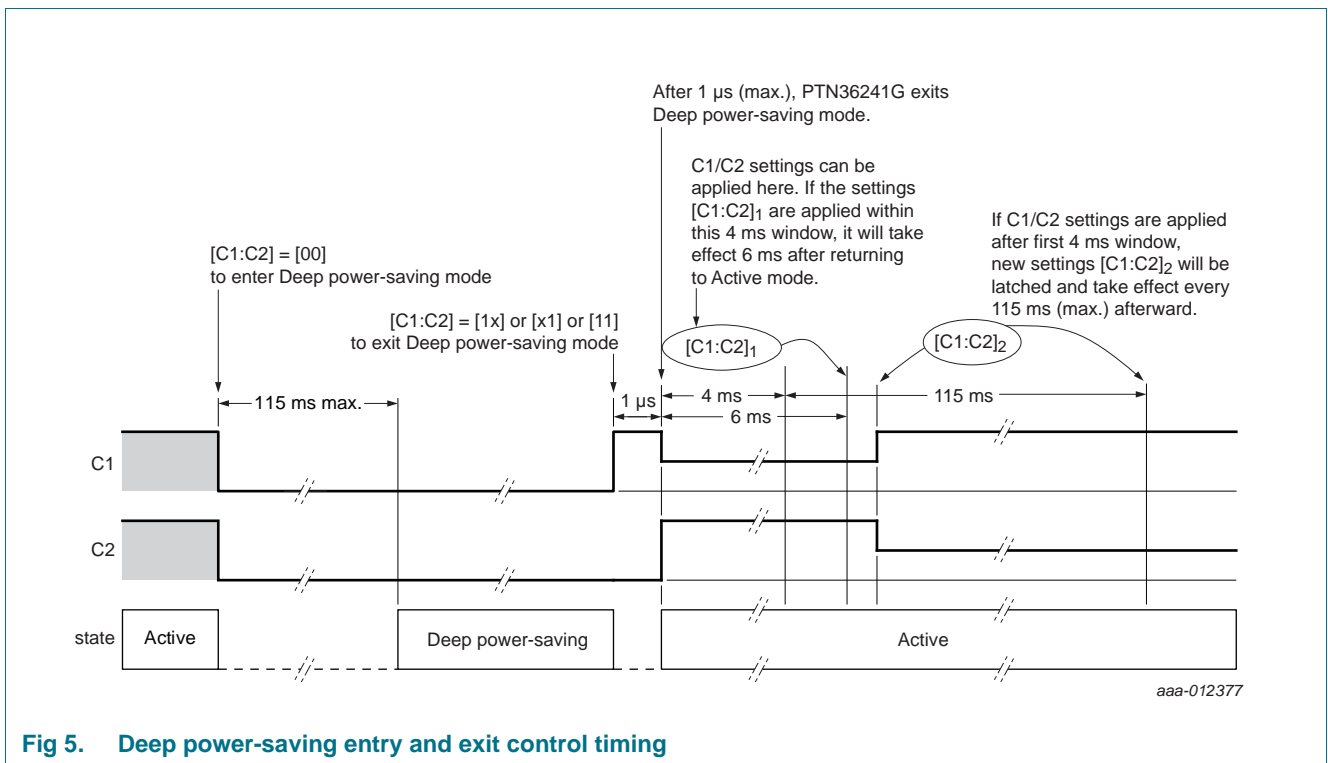 After 1 µs (max.), PTN36241G exits
Deep power-saving mode.
C1/C2 settings can be
applied here. If the settings
[C1:C2]1 are applied within
this 4 ms window, it will take
effect 6 ms after returning
to Active mode.
If C1/C2 settings are applied
after first 4 ms window,
new settings [C1:C2]2 will be
latched and take effect every
115 ms (max.) afterward.
[C1:C2] = [00]
to enter Deep power-saving mode
[C1:C2] = [1x] or [x1] or [11]
to exit Deep power-saving mode
[C1:C2]1
[C1:C2]2
115 ms max.
1 µs
4 ms
115 ms
6 ms
C1
C2
state
Active
Deep power-saving
Active
aaa-012377
Fig 5. Deep power-saving entry and exit control timing